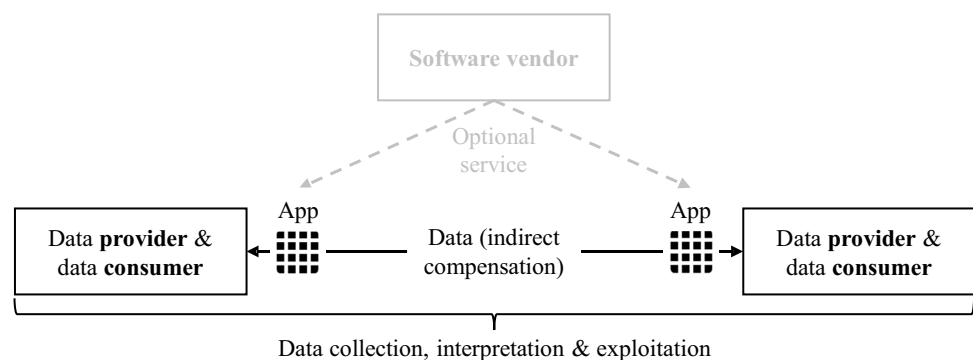 Software vendor
Optional
service
App
App
Data provider &
data consumer
Data (indirect
compensation)
Data provider &
data consumer
Data collection, interpretation & exploitation